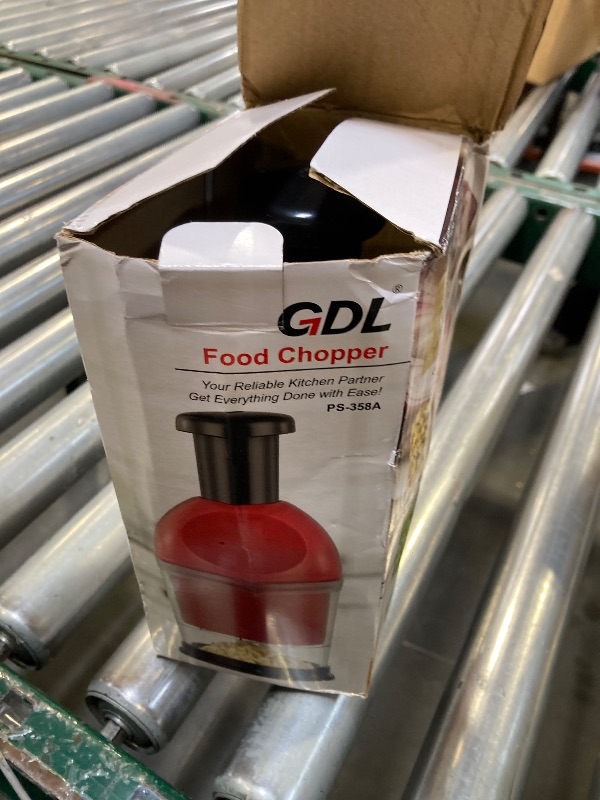 GDL®
Food Chopper
Your Reliable Kitchen Partner
Get Everything Done with Ease!
PS-358A